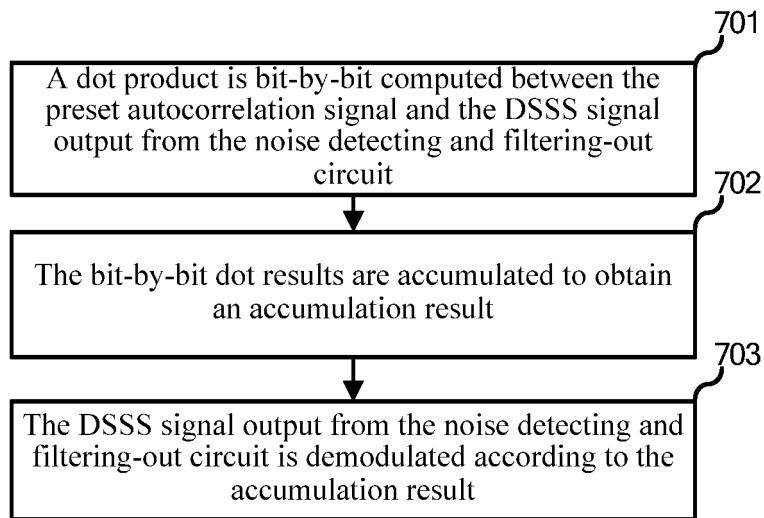 701
A dot product is bit-by-bit computed between the
preset autocorrelation signal and the DSSS signal
output from the noise detecting and filtering-out
circuit
702
The bit-by-bit dot results are accumulated to obtain
an accumulation result
703
The DSSS signal output from the noise detecting and
filtering-out circuit is demodulated according to the
accumulation result